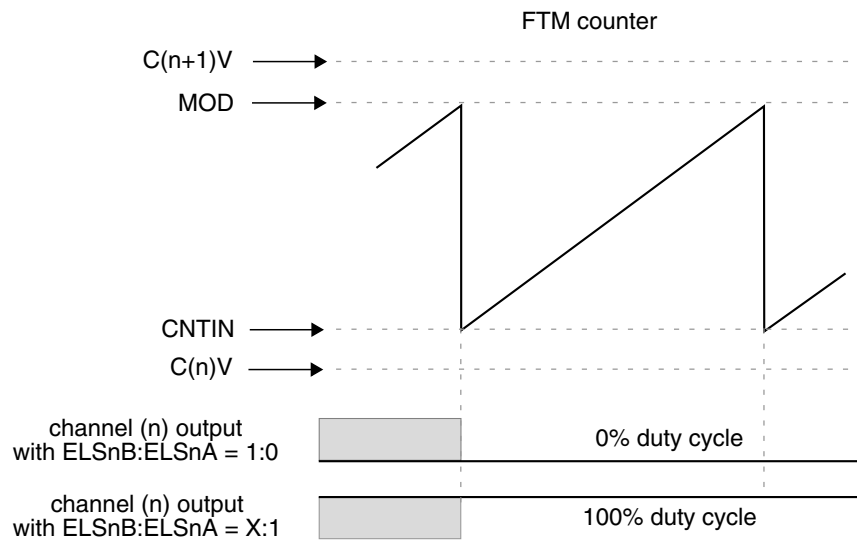 FTM counter
C(n+1)V
MOD
CNTIN
C(n)V
channel (n) output
with ELSnB:ELSnA = 1:0
0% duty cycle
channel (n) output
with ELSnB:ELSnA = X:1
100% duty cycle